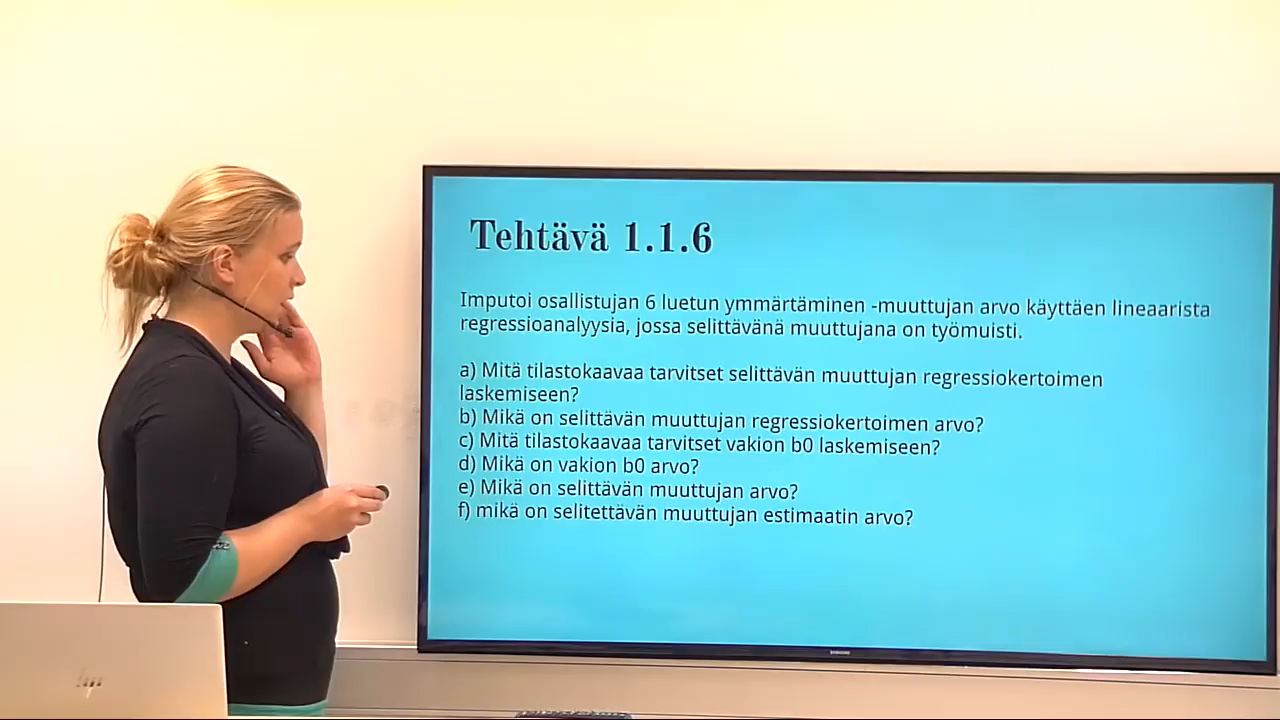 Tehtävä 1.1.6
Imputoi osallistujan 6 luetun ymmärtäminen -muuttujan arvo käyttäen lineaarista
regressioanalyysia, jossa selittävänä muuttujana on työmuisti.
a) Mitä tilastokaavaa tarvitset selittävän muuttujan regressiokertoimen
laskemiseen?
b) Mikä on selittävän muuttujan regressiokertoimen arvo?
c) Mitä tilastokaavaa tarvitset vakion b0 laskemiseen?
d) Mikä on vakion b0 arvo?
e) Mikä on selittävän muuttujan arvo?
f) mikä on selitettävän muuttujan estimaatin arvo?
SAMSUNG
hp